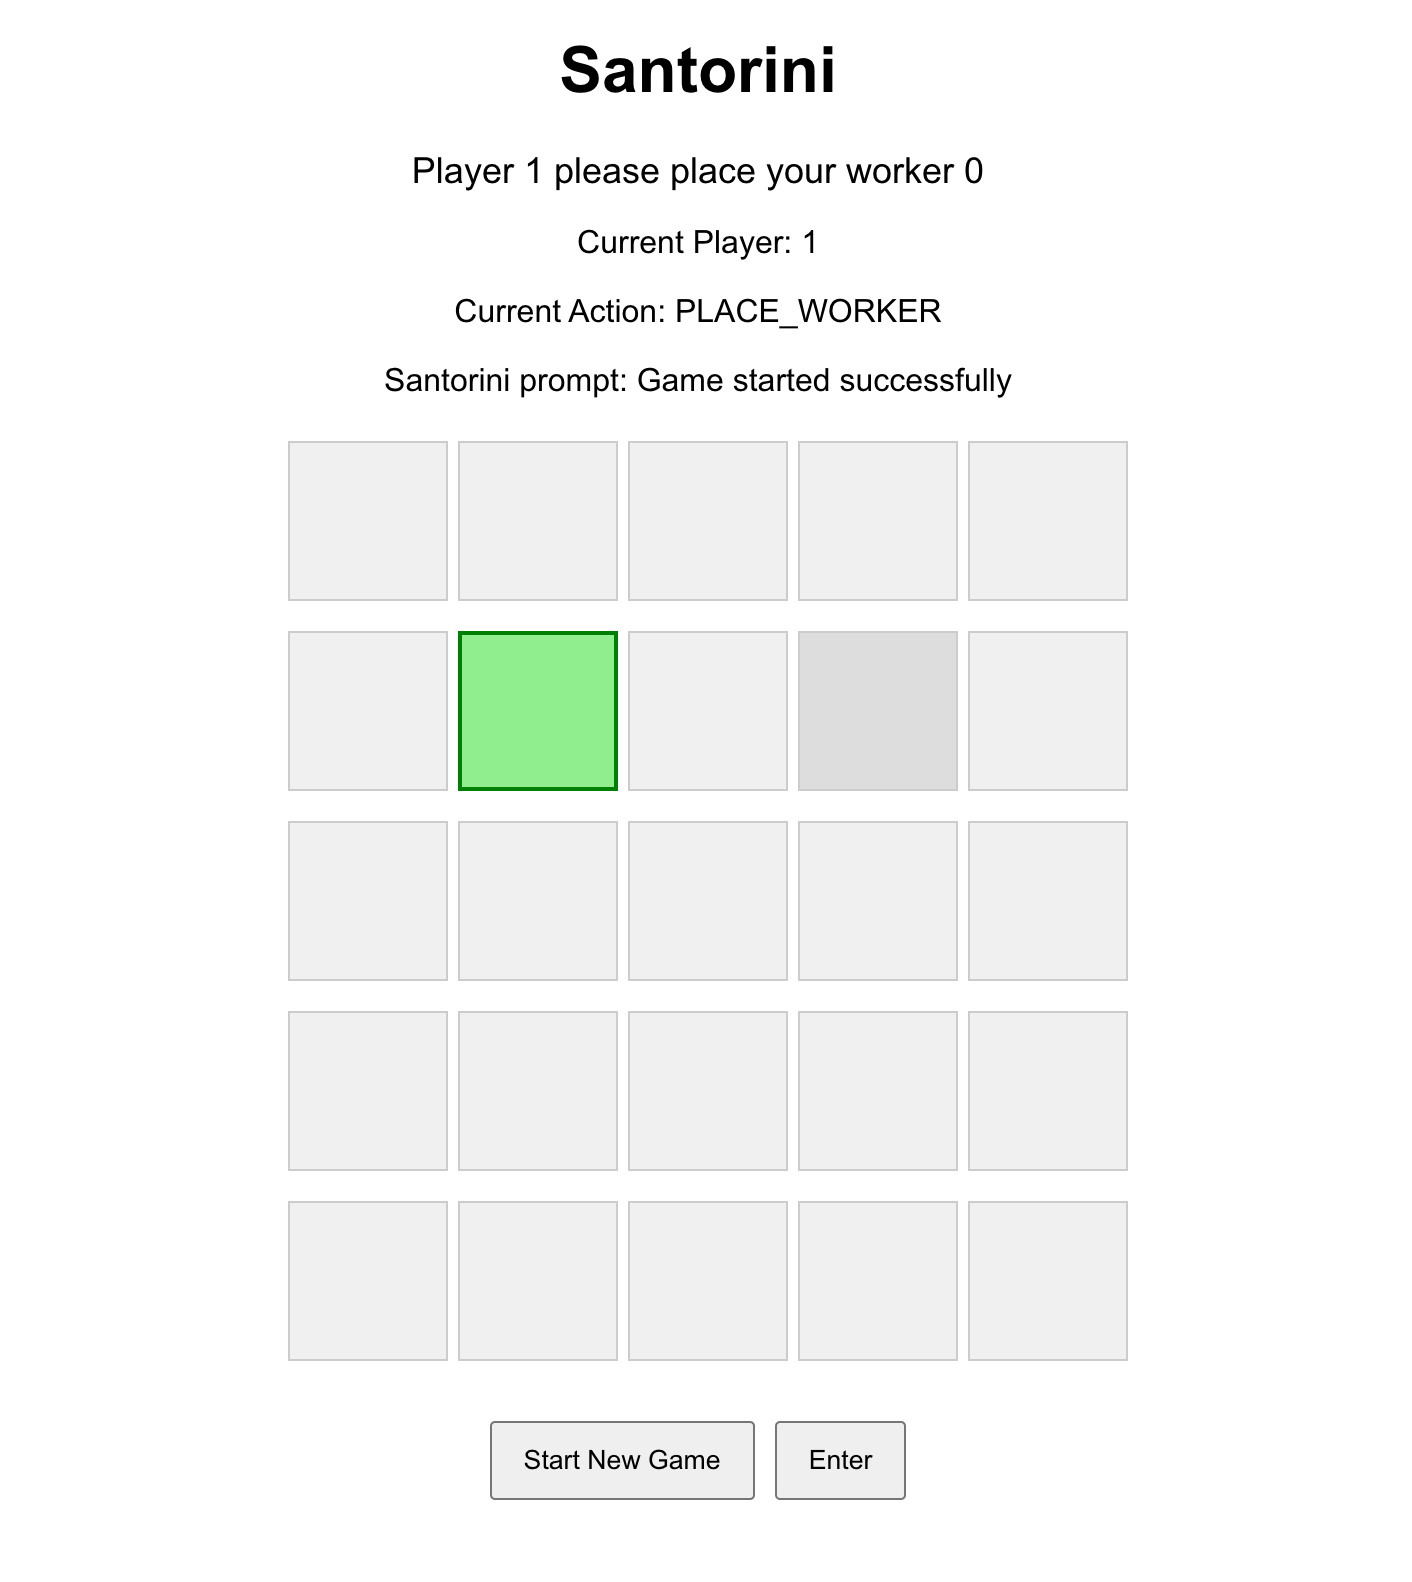 Santorini
Player 1 please place your worker 0
Current Player: 1
Current Action: PLACE_WORKER
Santorini prompt: Game started successfully
Start New Game
Enter